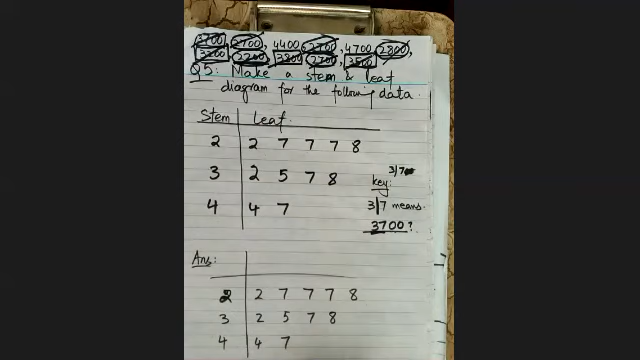 3700, 2700, 4400, 2700, 4700, 2800,
3200, 2200, 3800, 2700, 3500
Q5: Make a stem & leaf
diagram for the following data.
Stem Leaf
2 2 7 7 7 8
3 2 5 7 8
4 4 7
3/7
key:
3|7 means
3700?
Ans:
2 2 7 7 7 8
3 2 5 7 8
4 4 7